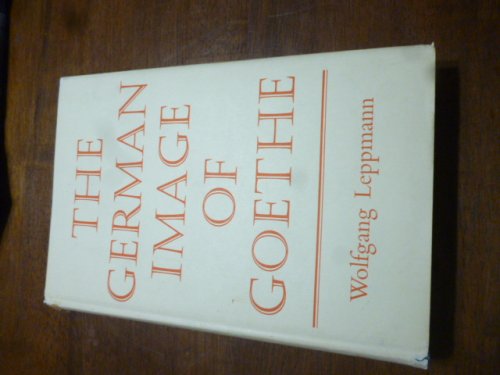 THE
GERMAN
IMAGE
OF
GOETHE
Wolfgang Leppmann